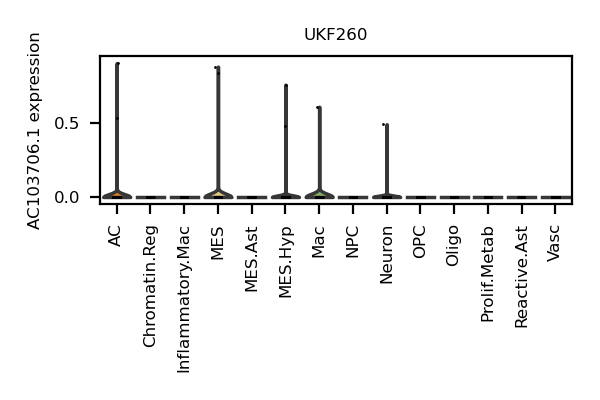 UKF260
AC103706.1 expression
0.5
0.0
AC
Chromatin.Reg
Inflammatory.Mac
MES
MES.Ast
MES.Hyp
Mac
NPC
Neuron
OPC
Oligo
Prolif.Metab
Reactive.Ast
Vasc